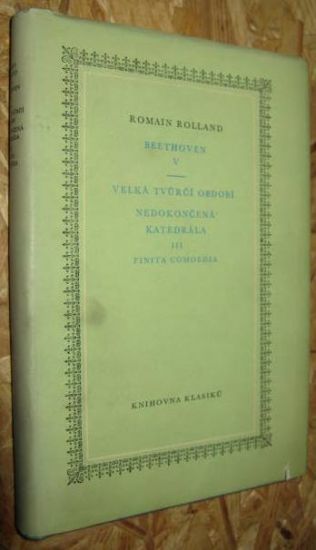 ROMAIN ROLLAND
BEETHOVEN
V
VELKÁ TVŮRČÍ OBDOBÍ
NEDOKONČENÁ
KATEDRÁLA
III
FINITA COMOEDIA
KNIHOVNA KLASIKŮ